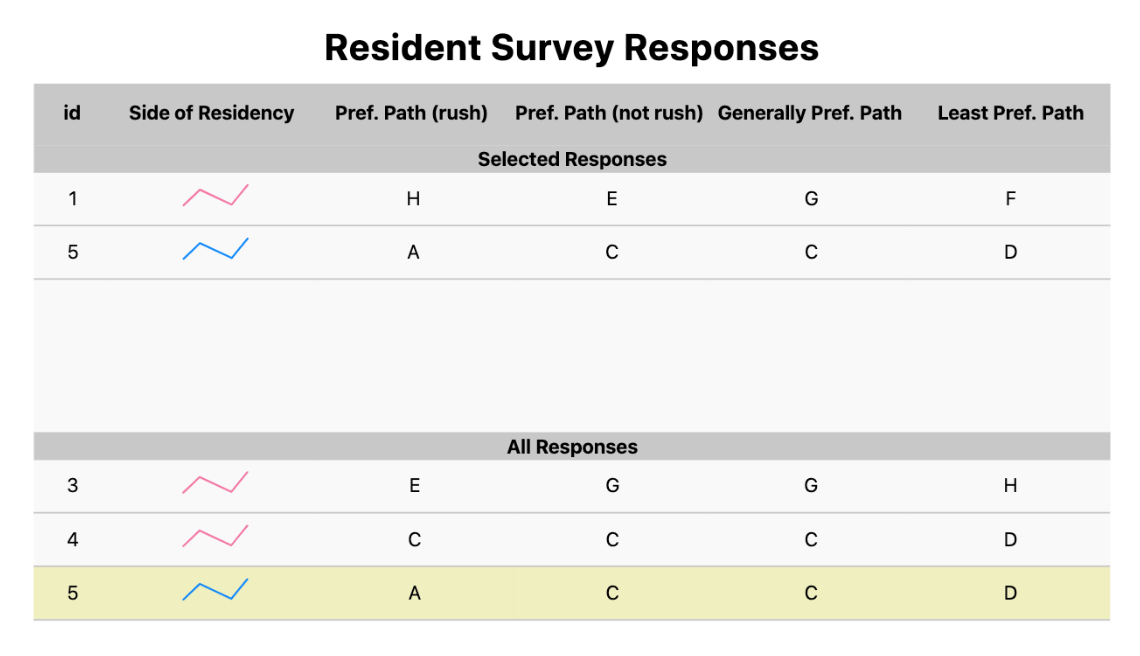 Resident Survey Responses
id Side of Residency Pref. Path (rush) Pref. Path (not rush) Generally Pref. Path Least Pref. Path
Selected Responses
1 H E G F
5 A C C D
All Responses
3 E G G H
4 C C C D
5 A C C D